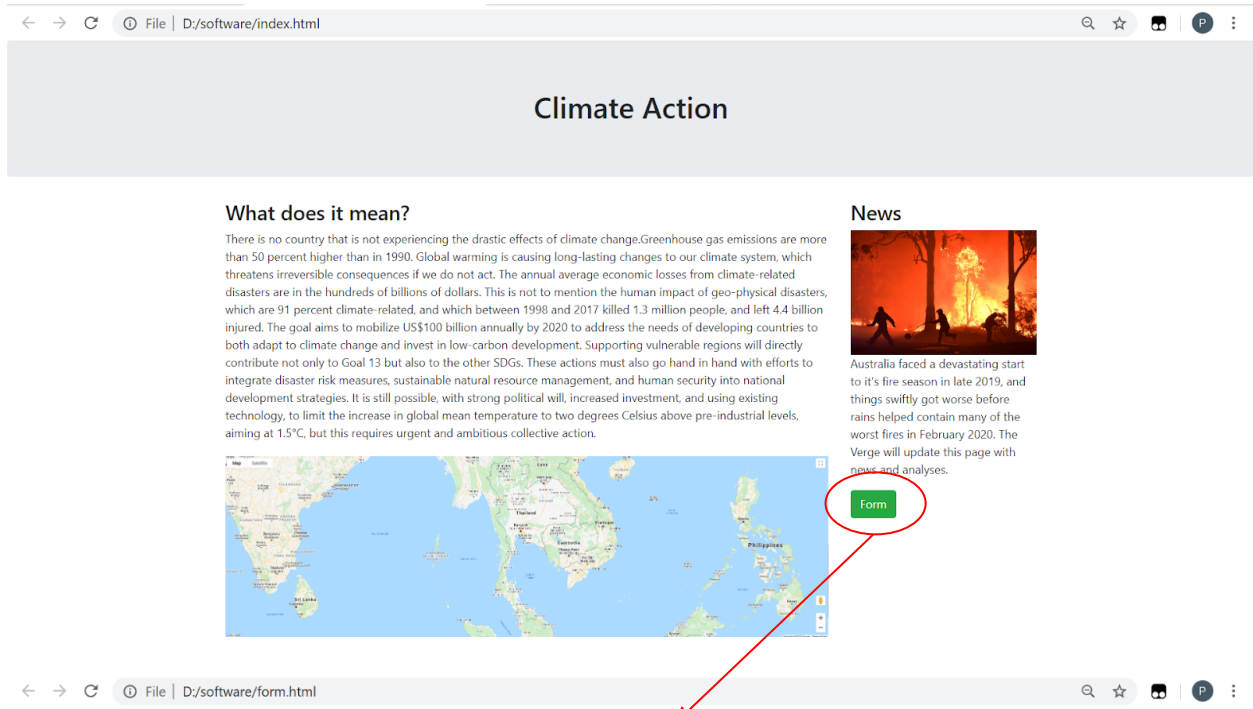 File | D:/software/index.html
P
Climate Action
What does it mean?
There is no country that is not experiencing the drastic effects of climate change.Greenhouse gas emissions are more
than 50 percent higher than in 1990. Global warming is causing long-lasting changes to our climate system, which
threatens irreversible consequences if we do not act. The annual average economic losses from climate-related
disasters are in the hundreds of billions of dollars. This is not to mention the human impact of geo-physical disasters,
which are 91 percent climate-related, and which between 1998 and 2017 killed 1.3 million people, and left 4.4 billion
injured. The goal aims to mobilize US$100 billion annually by 2020 to address the needs of developing countries to
both adapt to climate change and invest in low-carbon development. Supporting vulnerable regions will directly
contribute not only to Goal 13 but also to the other SDGs. These actions must also go hand in hand with efforts to
integrate disaster risk measures, sustainable natural resource management, and human security into national
development strategies. It is still possible, with strong political will, increased investment, and using existing
technology, to limit the increase in global mean temperature to two degrees Celsius above pre-industrial levels,
aiming at 1.5°C, but this requires urgent and ambitious collective action.
Map Satellite
Thailand
Cambodia
Vietnam
Philippines
Sri Lanka
News
Australia faced a devastating start
to it's fire season in late 2019, and
things swiftly got worse before
rains helped contain many of the
worst fires in February 2020. The
Verge will update this page with
news and analyses.
Form
File | D:/software/form.html
P